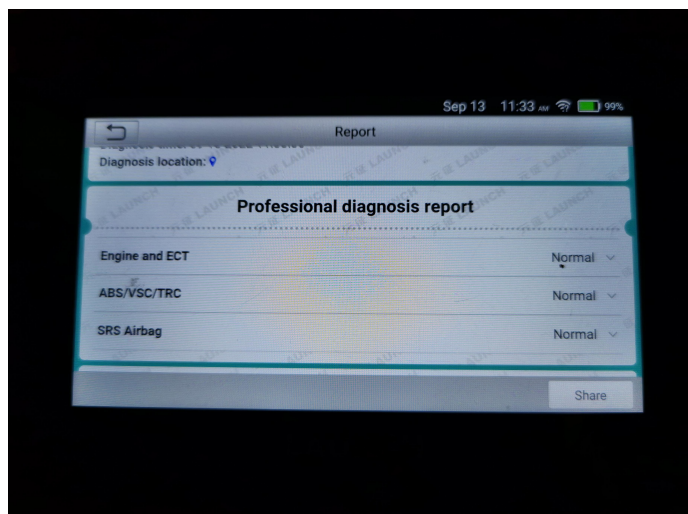 Sep 13 11:33 AM 99%
Report
Diagnosis location:
Professional diagnosis report
Engine and ECT Normal
ABS/VSC/TRC Normal
SRS Airbag Normal
Share
LAUNCH